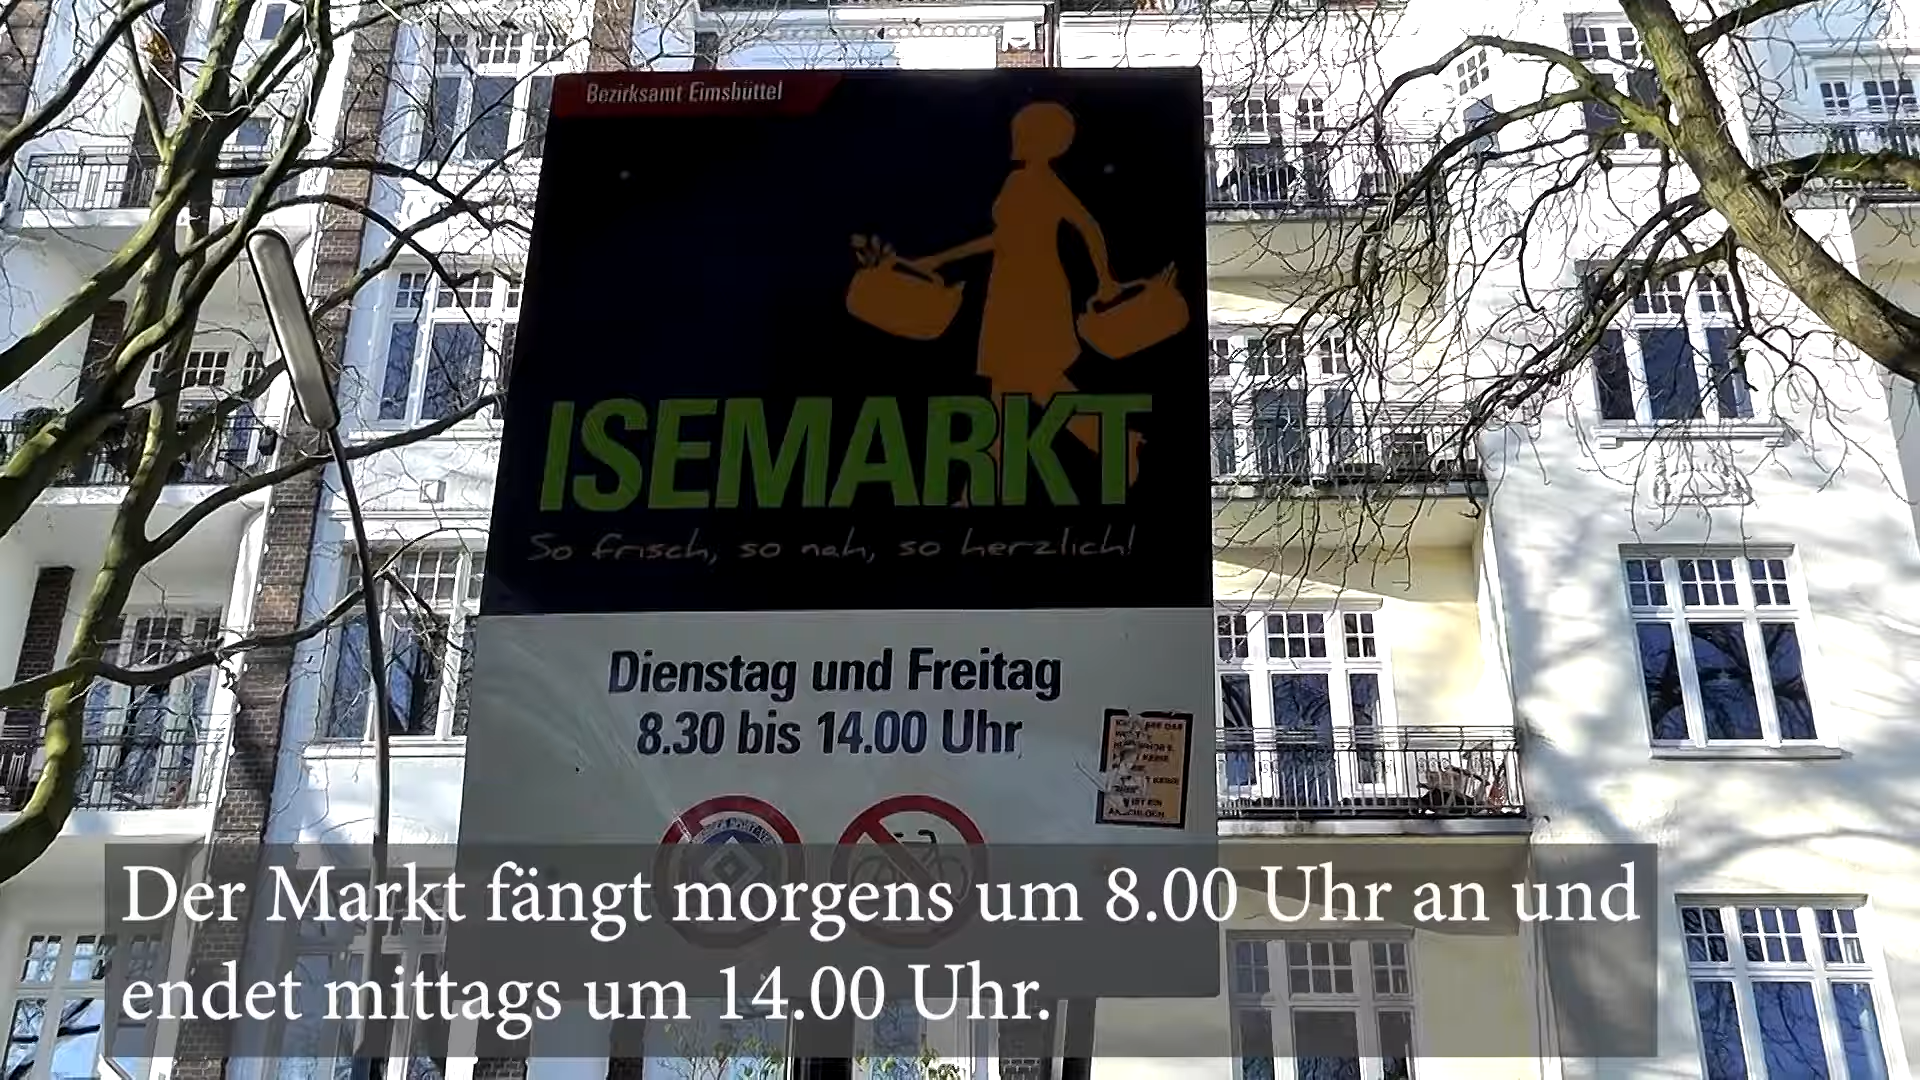 Bezirksamt Eimsbüttel
ISEMARKT
So frisch, so nah, so herzlich!
Dienstag und Freitag
8.30 bis 14.00 Uhr
Der Markt fängt morgens um 8.00 Uhr an und
endet mittags um 14.00 Uhr.